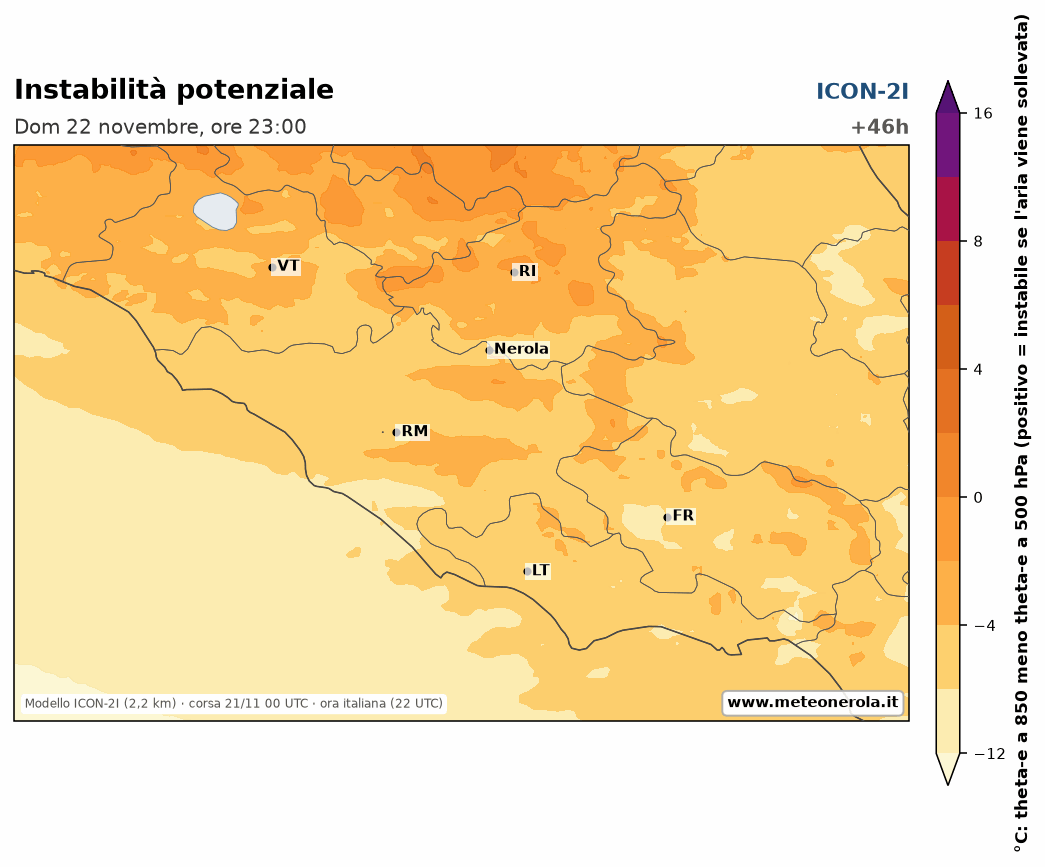 Instabilità potenziale
ICON-2I
Dom 22 novembre, ore 23:00
+46h
VT
RI
Nerola
RM
FR
LT
Modello ICON-2I (2,2 km) · corsa 21/11 00 UTC · ora italiana (22 UTC)
www.meteonerola.it
16
8
4
0
−4
−12
°C: theta-e a 850 meno theta-e a 500 hPa (positivo = instabile se l'aria viene sollevata)